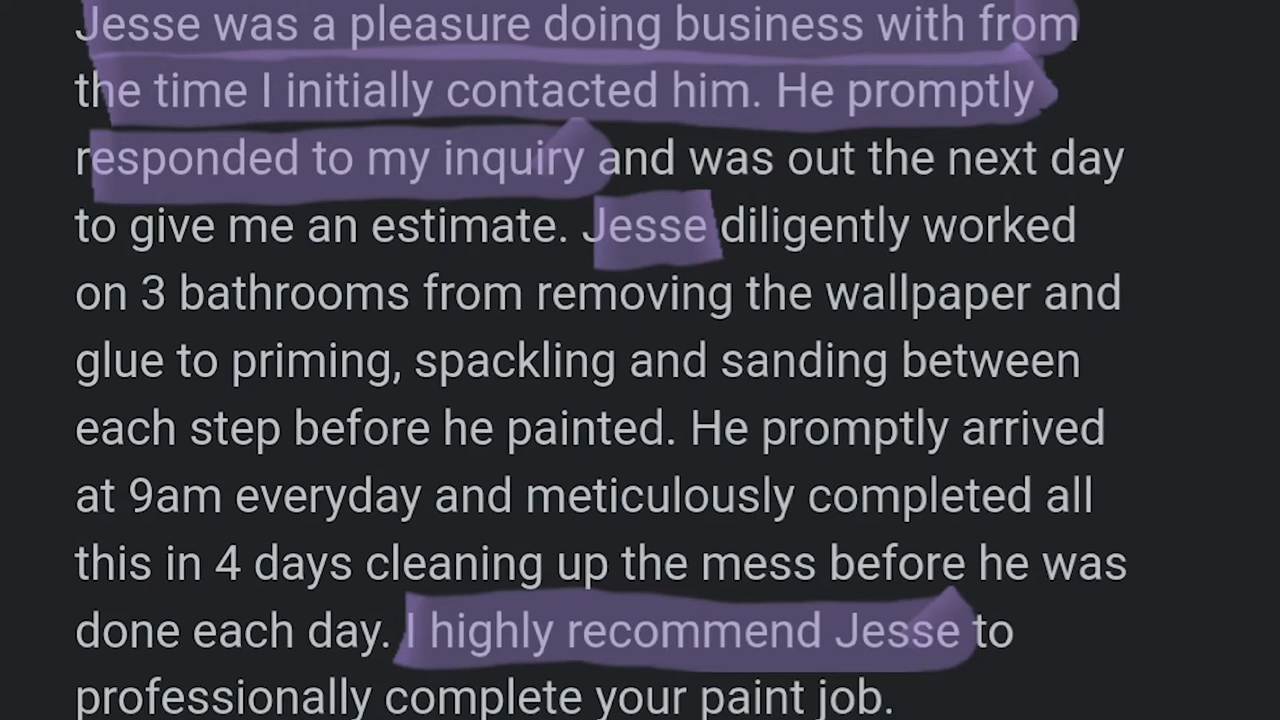 Jesse was a pleasure doing business with from
the time I initially contacted him. He promptly
responded to my inquiry and was out the next day
to give me an estimate. Jesse diligently worked
on 3 bathrooms from removing the wallpaper and
glue to priming, spackling and sanding between
each step before he painted. He promptly arrived
at 9am everyday and meticulously completed all
this in 4 days cleaning up the mess before he was
done each day. I highly recommend Jesse to
professionally complete your paint job.